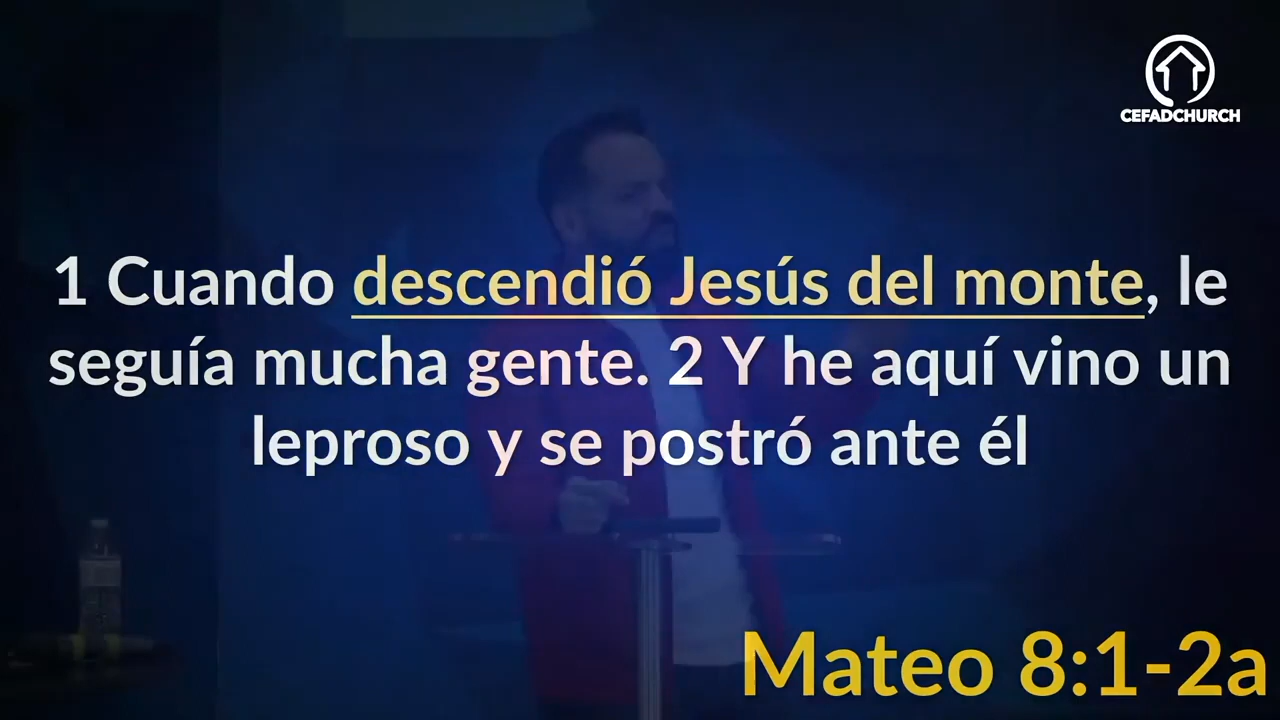 CEFADCHURCH
1 Cuando descendió Jesús del monte, le
seguía mucha gente. 2 Y he aquí vino un
leproso y se postró ante él
Mateo 8:1-2a